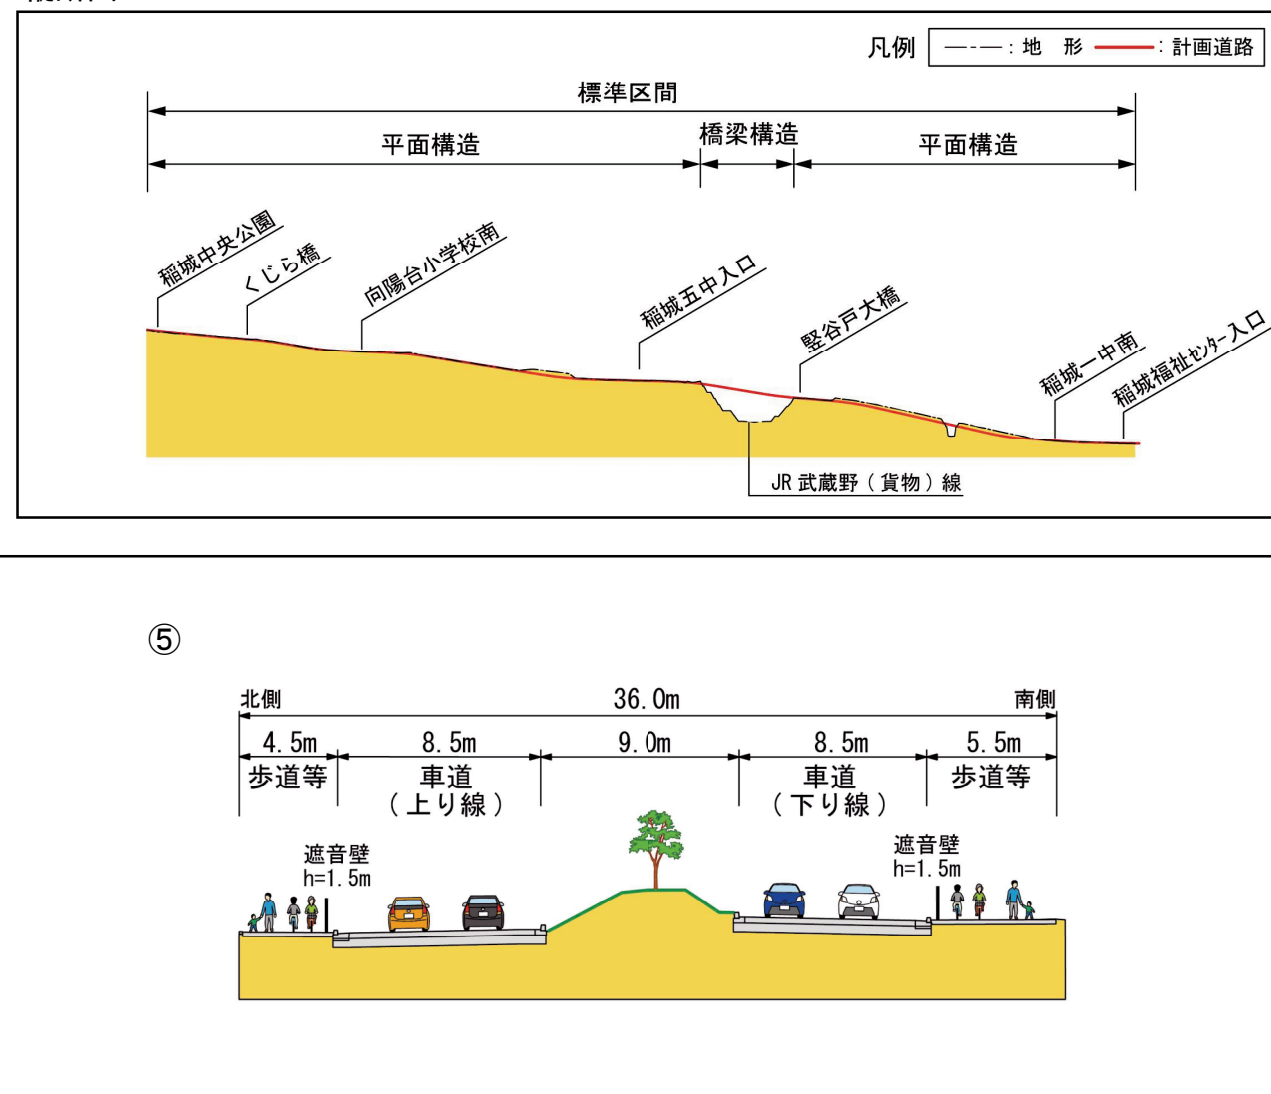 凡例
：地　形
：計画道路
標準区間
平面構造
橋梁構造
平面構造
稲城中央公園
くじら橋
向陽台小学校南
稲城五中入口
竪谷戸大橋
稲城一中南
稲城福祉ｾﾝﾀｰ入口
JR 武蔵野（貨物）線
⑤
北側
36.0m
南側
4.5m
8.5m
9.0m
8.5m
5.5m
歩道等
車道
（上り線）
車道
（下り線）
歩道等
遮音壁
h=1.5m
遮音壁
h=1.5m